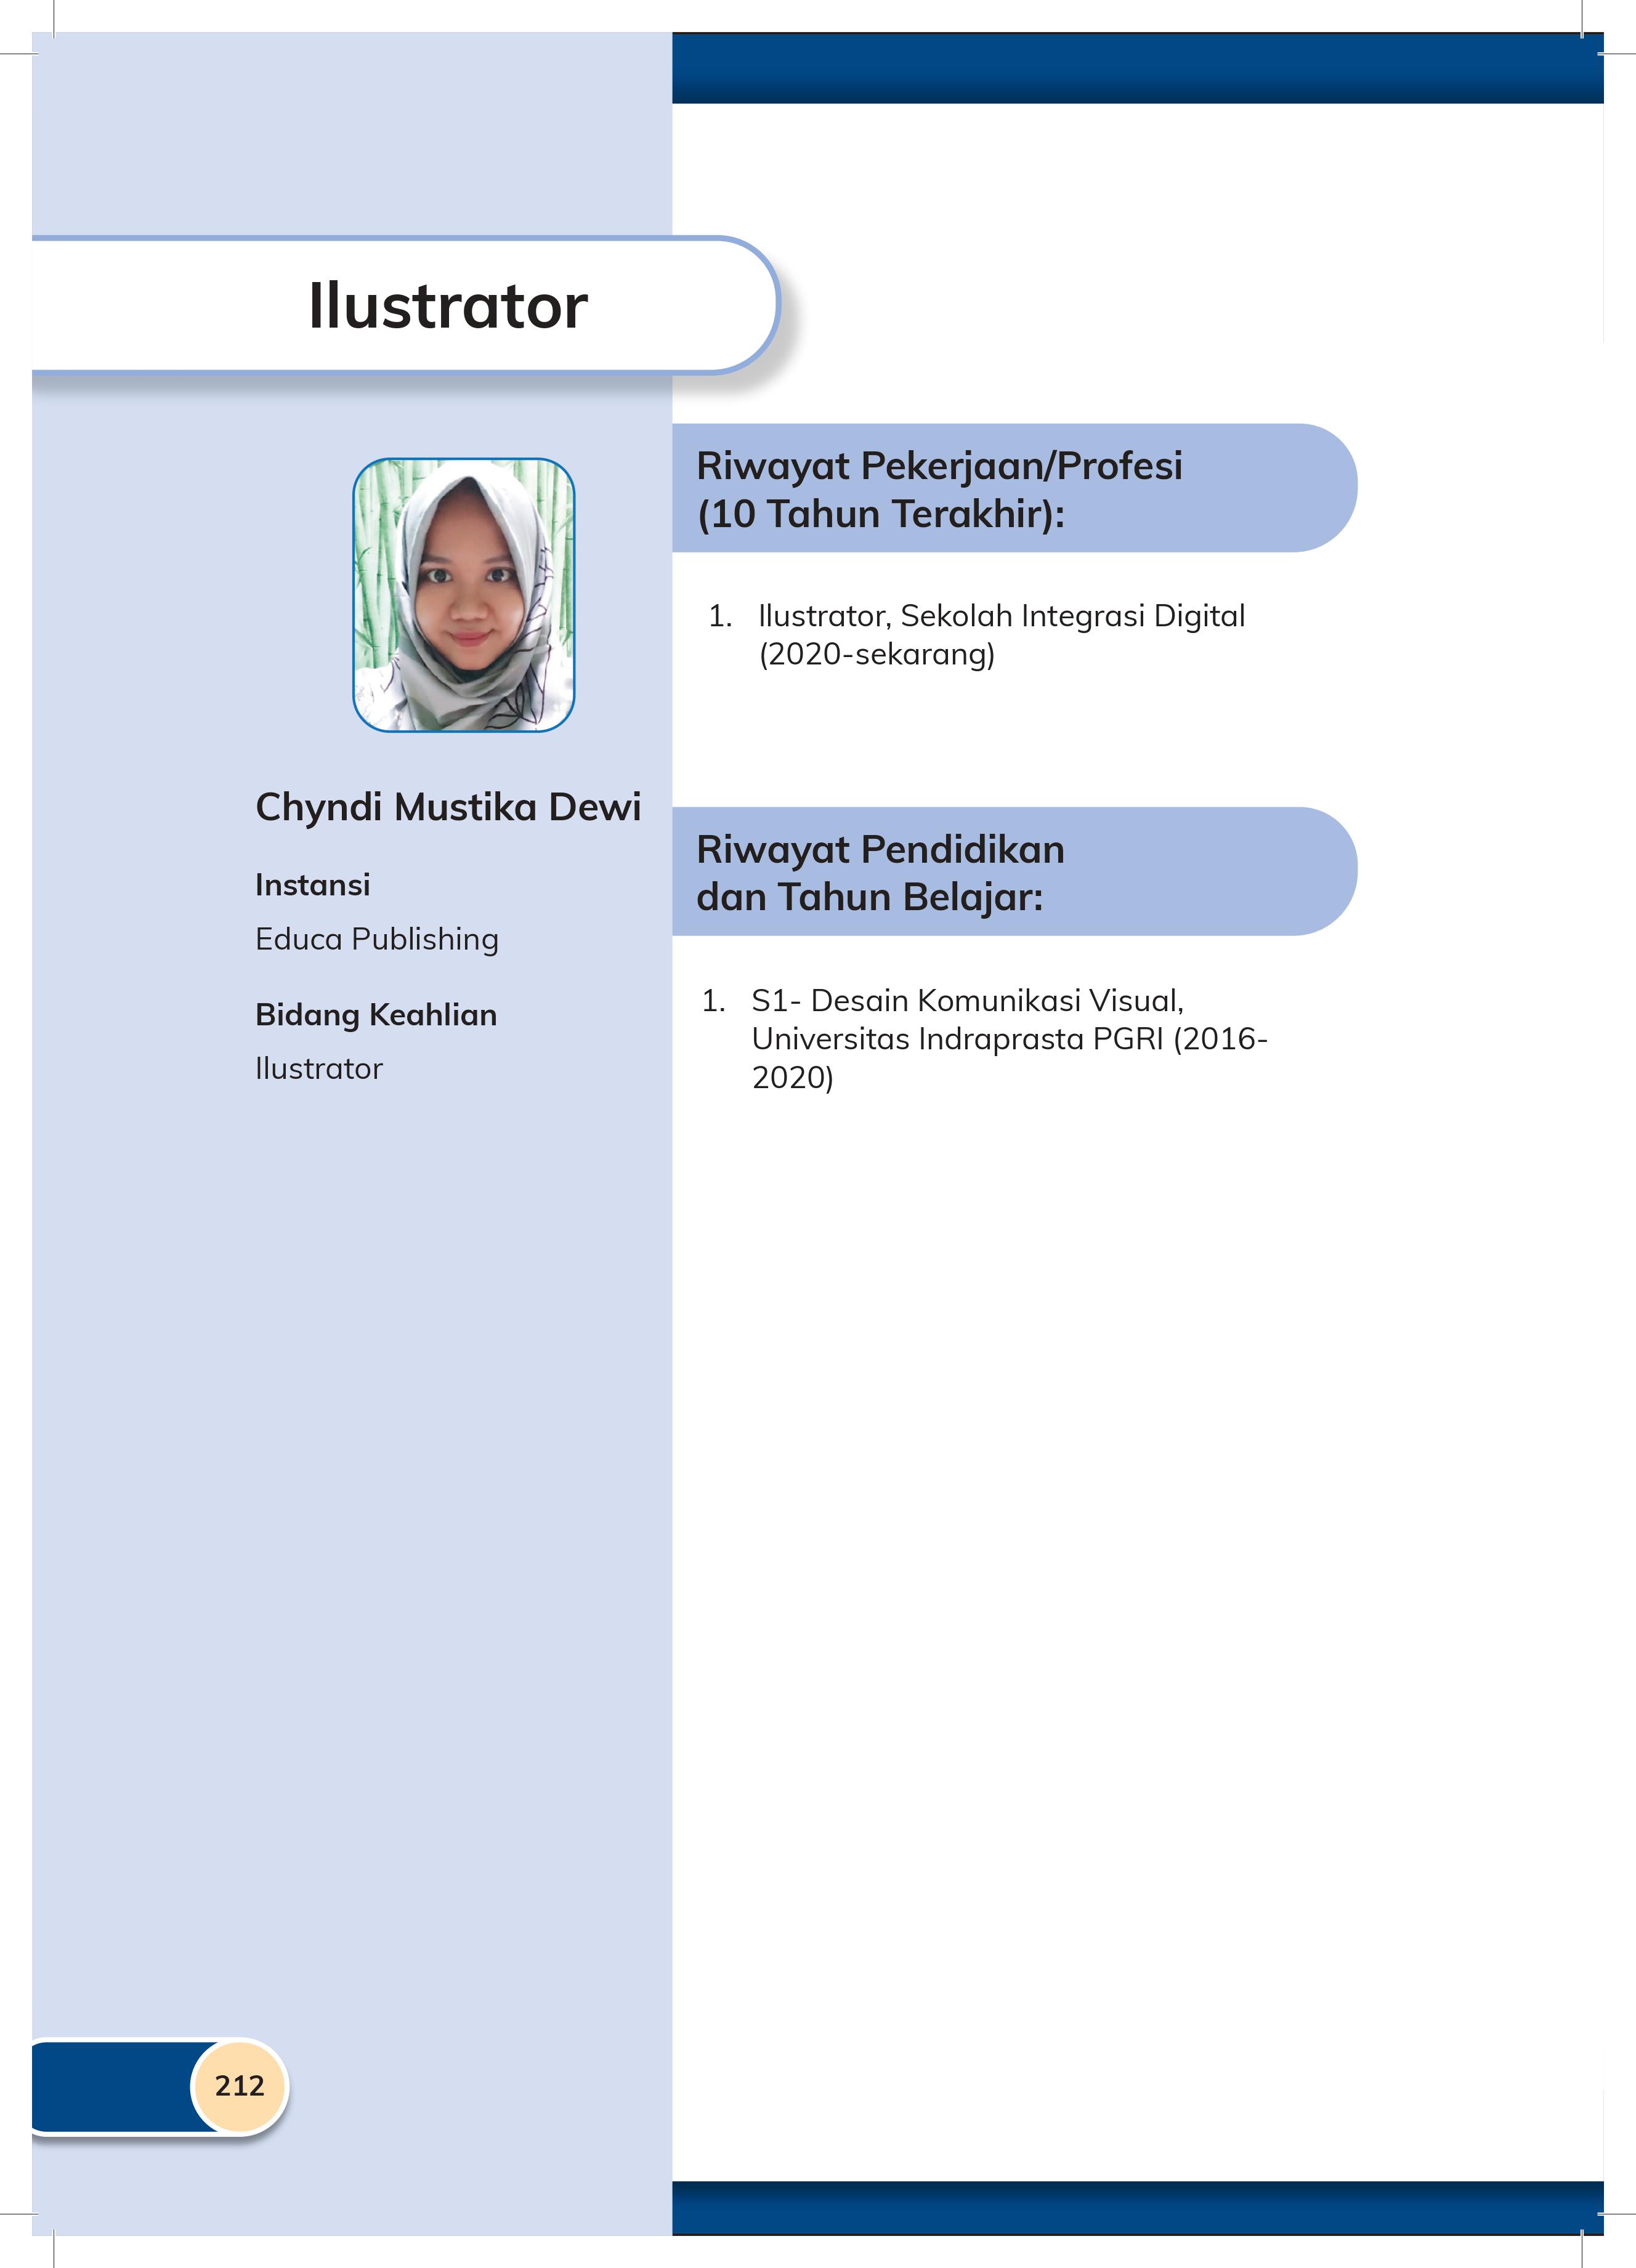 Ilustrator
Chyndi Mustika Dewi
Instansi
Educa Publishing
Bidang Keahlian
Ilustrator
Riwayat Pekerjaan/Profesi
(10 Tahun Terakhir):
1. Ilustrator, Sekolah Integrasi Digital
(2020-sekarang)
Riwayat Pendidikan
dan Tahun Belajar:
1. S1- Desain Komunikasi Visual,
Universitas Indraprasta PGRI (2016-
2020)
212